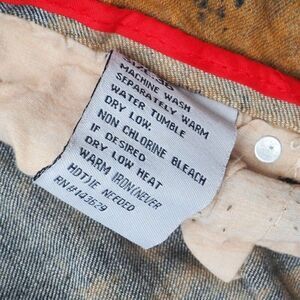 MACHINE WASH
SEPARATELY WARM
WATER TUMBLE
DRY LOW.
NON CHLORINE BLEACH
IF DESIRED
DRY LOW HEAT
WARM IRON(NEVER
HOT)IE NEEDED
RN#143629